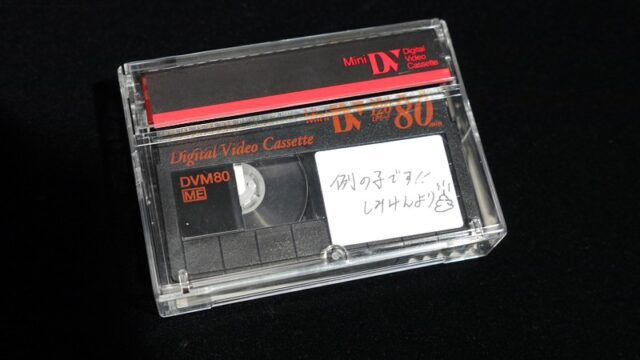 Mini DV Digital
Video
Cassette
Mini DV 80 min
Digital Video Cassette
DVM80
ME
例の子です
しみけんより